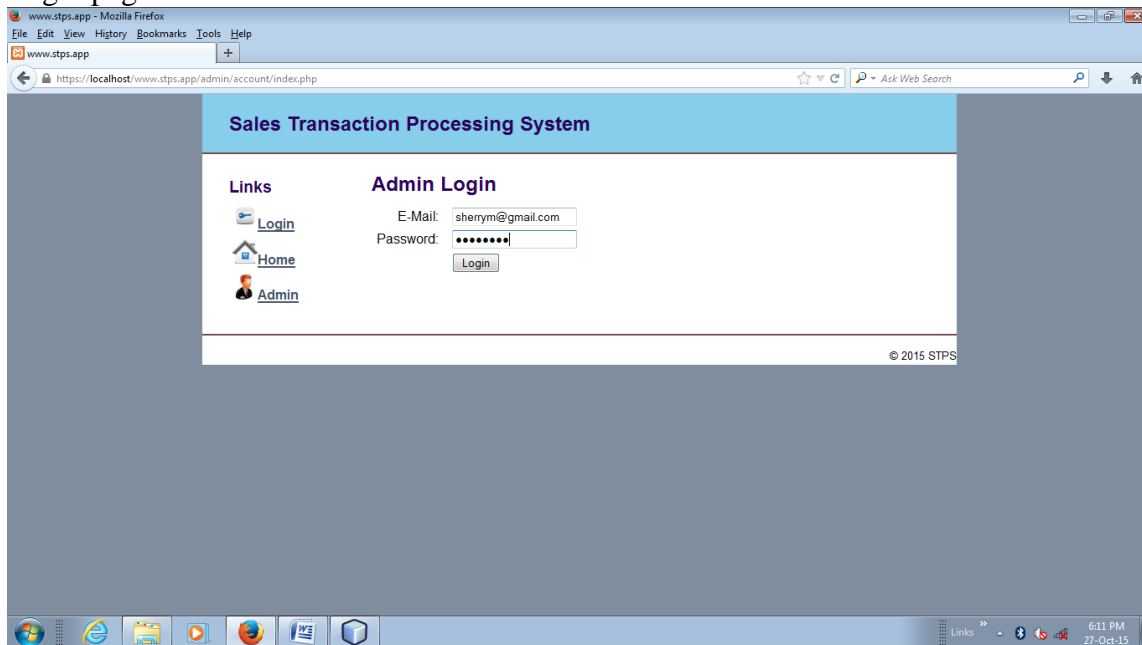 www.stps.app - Mozilla Firefox
File Edit View History Bookmarks Tools Help
www.stps.app +
https://localhost/www.stps.app/admin/account/index.php Ask Web Search
Sales Transaction Processing System
Links
Login
Home
Admin
Admin Login
E-Mail: sherrym@gmail.com
Password: ••••••••
Login
© 2015 STPS
Links » 6:11 PM
27-Oct-15